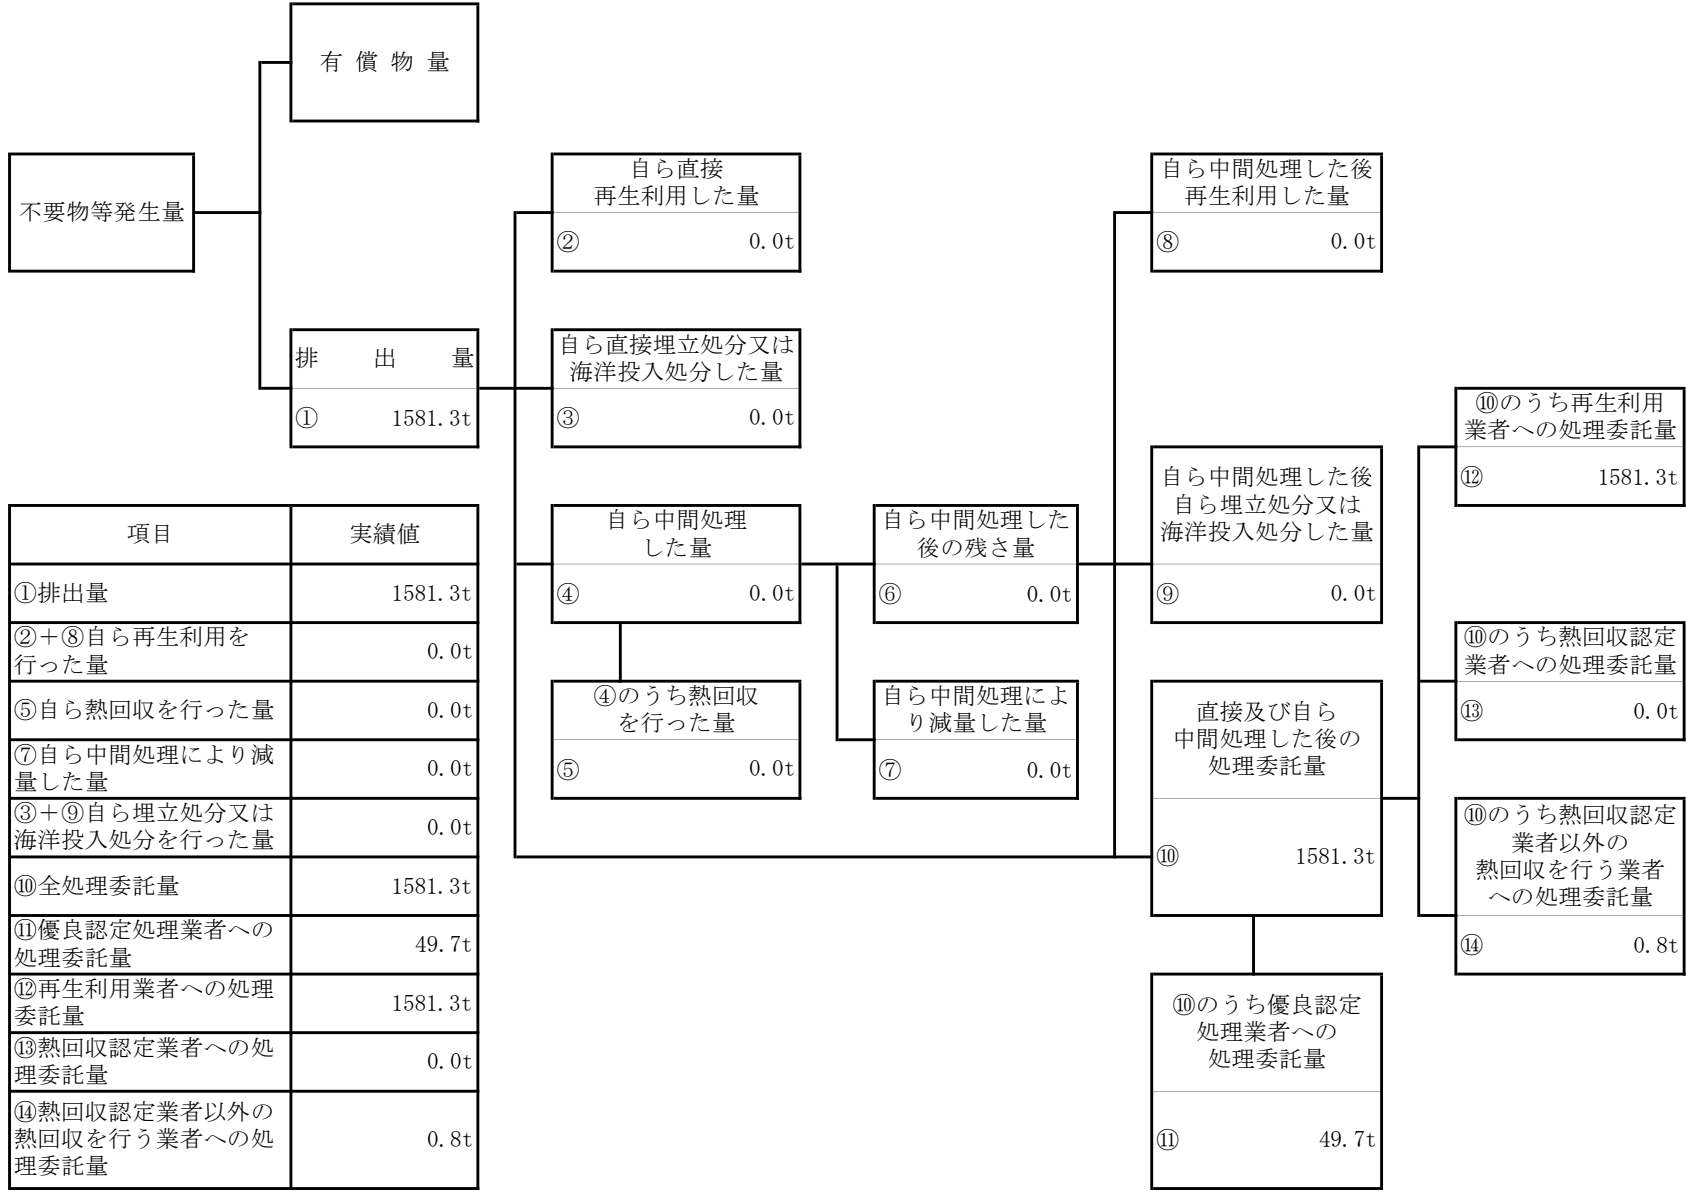 有償物量
不要物等発生量
自ら直接
再生利用した量
② 0.0t
自ら中間処理した後
再生利用した量
⑧ 0.0t
排出量
① 1581.3t
自ら直接埋立処分又は
海洋投入処分した量
③ 0.0t
⑩のうち再生利用
業者への処理委託量
⑫ 1581.3t
自ら中間処理した後
自ら埋立処分又は
海洋投入処分した量
⑨ 0.0t
自ら中間処理
した量
④ 0.0t
自ら中間処理した
後の残さ量
⑥ 0.0t
⑩のうち熱回収認定
業者への処理委託量
⑬ 0.0t
④のうち熱回収
を行った量
⑤ 0.0t
自ら中間処理によ
り減量した量
⑦ 0.0t
直接及び自ら
中間処理した後の
処理委託量
⑩ 1581.3t
⑩のうち熱回収認定
業者以外の
熱回収を行う業者
への処理委託量
⑭ 0.8t
⑩のうち優良認定
処理業者への
処理委託量
⑪ 49.7t
項目 実績値
①排出量 1581.3t
②＋⑧自ら再生利用を
行った量 0.0t
⑤自ら熱回収を行った量 0.0t
⑦自ら中間処理により減
量した量 0.0t
③＋⑨自ら埋立処分又は
海洋投入処分を行った量 0.0t
⑩全処理委託量 1581.3t
⑪優良認定処理業者への
処理委託量 49.7t
⑫再生利用業者への処理
委託量 1581.3t
⑬熱回収認定業者への処
理委託量 0.0t
⑭熱回収認定業者以外の
熱回収を行う業者への処
理委託量 0.8t